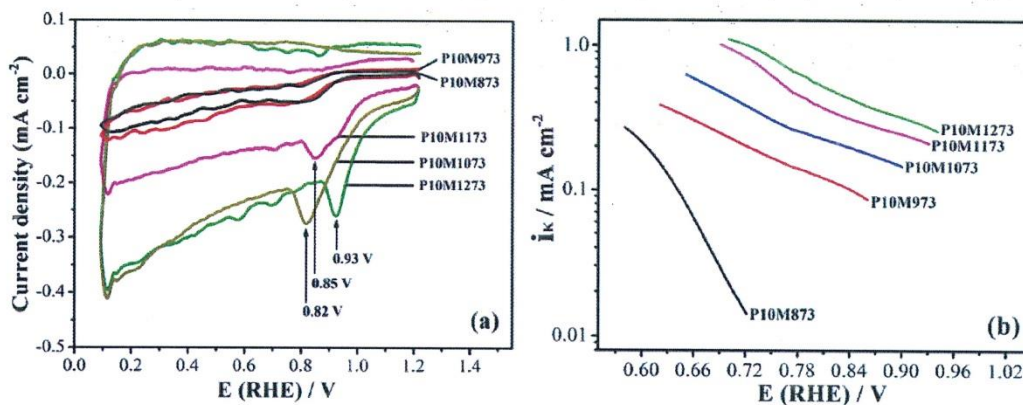 0.1
0.0
-0.1
-0.2
-0.3
-0.4
-0.5
Current density (mA cm⁻²)
P10M973
P10M873
P10M1173
P10M1073
P10M1273
0.93 V
0.85 V
0.82 V
(a)
0.0 0.2 0.4 0.6 0.8 1.0 1.2 1.4
E (RHE) / V
1.0
0.1
0.01
iK / mA cm⁻²
P10M1273
P10M1173
P10M1073
P10M973
P10M873
(b)
0.60 0.66 0.72 0.78 0.84 0.90 0.96 1.02
E (RHE) / V